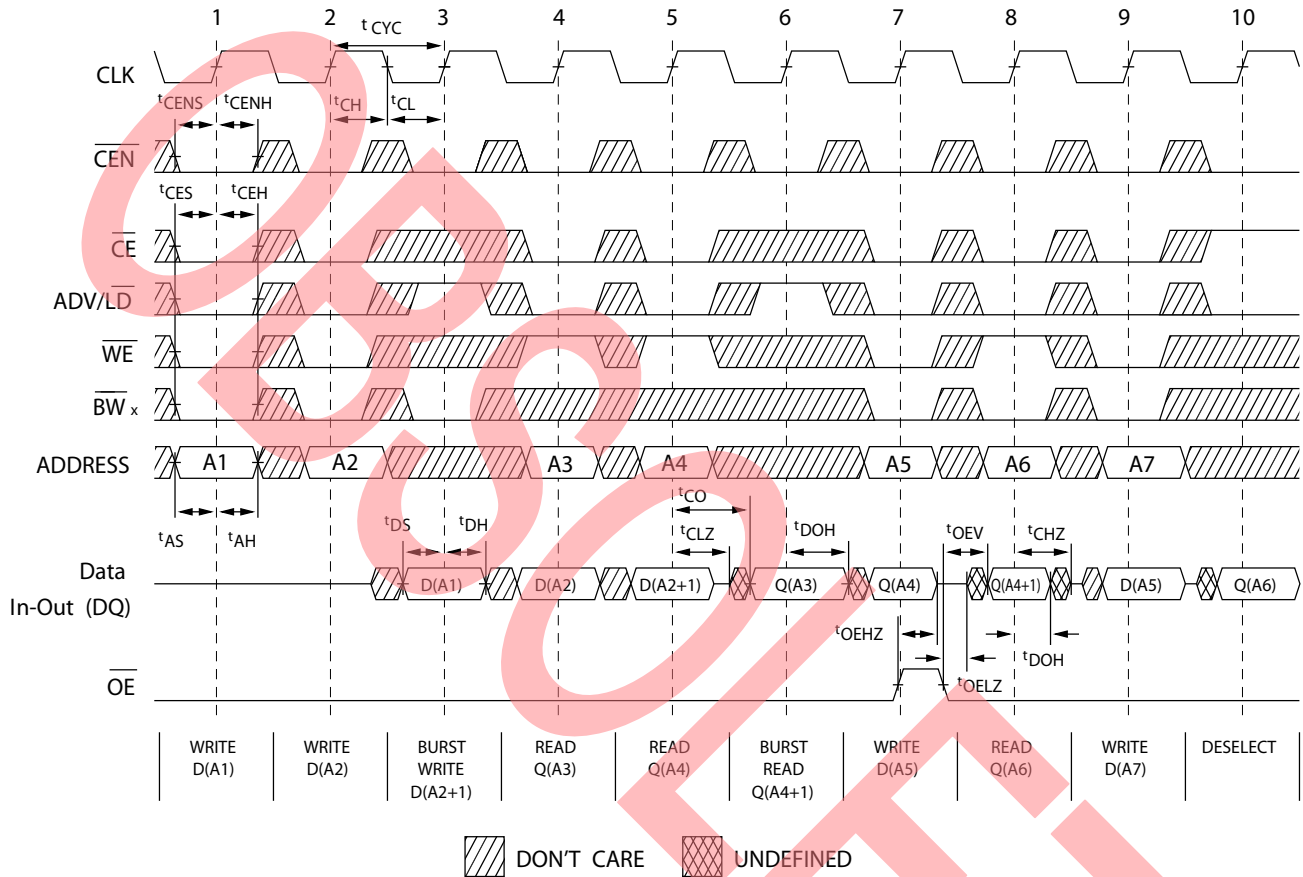 1 2 3 4 5 6 7 8 9 10
tCYC
CLK
tCENS tCENH tCH tCL
CEN
tCES tCEH
CE
ADV/LD
WE
BWx
ADDRESS A1 A2 A3 A4 A5 A6 A7
tCO
tAS tAH tDS tDH tCLZ tDOH tOEV tCHZ
Data
In-Out (DQ) D(A1) D(A2) D(A2+1) Q(A3) Q(A4) Q(A4+1) D(A5) Q(A6)
tOEHZ tDOH
tOELZ
OE
WRITE
D(A1)
WRITE
D(A2)
BURST
WRITE
D(A2+1)
READ
Q(A3)
READ
Q(A4)
BURST
READ
Q(A4+1)
WRITE
D(A5)
READ
Q(A6)
WRITE
D(A7)
DESELECT
DON'T CARE UNDEFINED